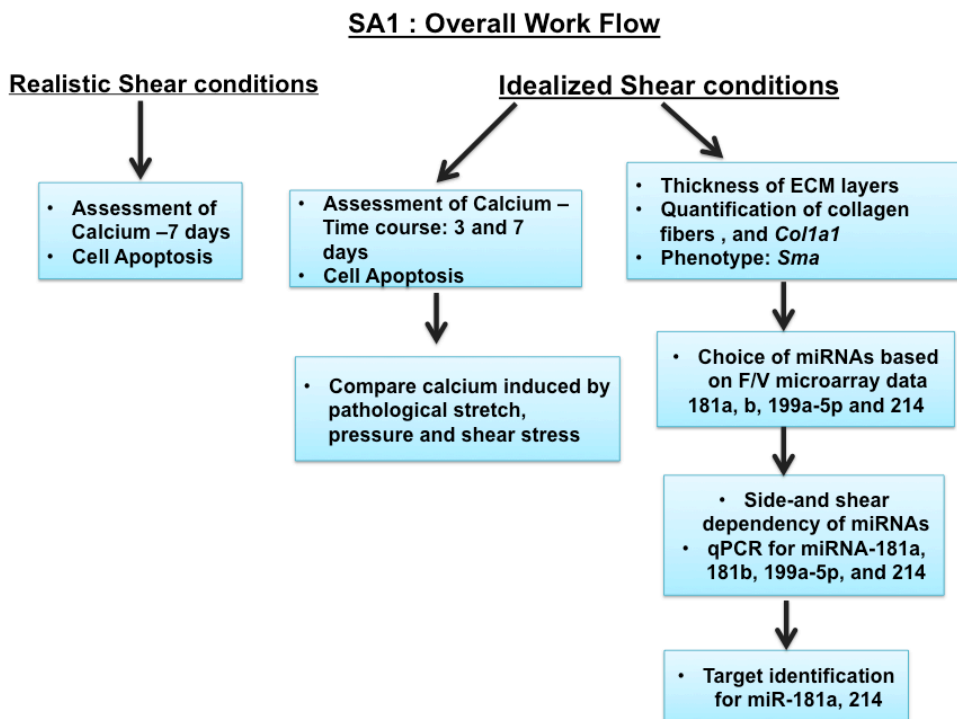 SA1 : Overall Work Flow
Realistic Shear conditions
Idealized Shear conditions
• Assessment of
Calcium –7 days
• Cell Apoptosis
• Assessment of Calcium –
Time course: 3 and 7
days
• Cell Apoptosis
• Thickness of ECM layers
• Quantification of collagen
fibers , and Col1a1
• Phenotype: Sma
• Compare calcium induced by
pathological stretch,
pressure and shear stress
• Choice of miRNAs based
on F/V microarray data
181a, b, 199a-5p and 214
• Side-and shear
dependency of miRNAs
• qPCR for miRNA-181a,
181b, 199a-5p, and 214
• Target identification
for miR-181a, 214